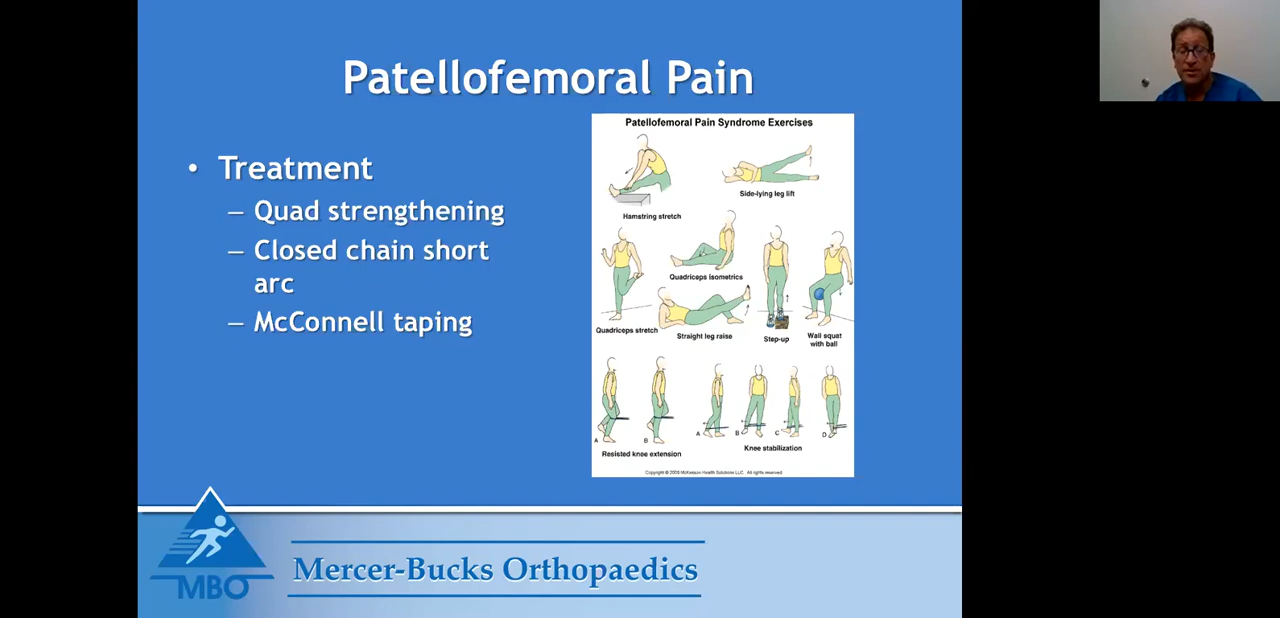 Patellofemoral Pain
• Treatment
– Quad strengthening
– Closed chain short
arc
– McConnell taping
Patellofemoral Pain Syndrome Exercises
Hamstring stretch
Side-lying leg lift
Quadriceps isometrics
Quadriceps stretch
Straight leg raise
Step-up
Wall squat
with ball
A
B
Resisted knee extension
A
B
C
D
Knee stabilization
Copyright © 2008 McKesson Health Solutions LLC. All rights reserved.
MBO
Mercer-Bucks Orthopaedics